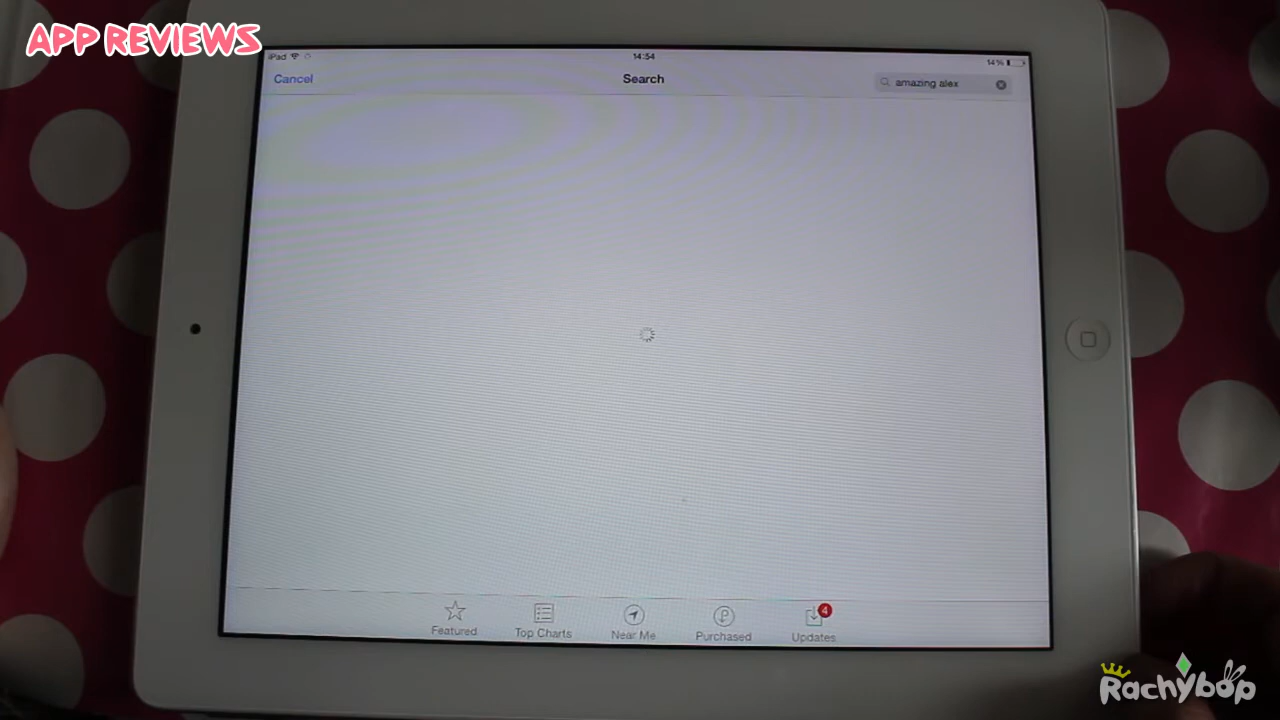 APP REVIEWS
iPad 14:54 14%
Cancel Search amazing alex
Featured Top Charts Near Me Purchased Updates 4
Rachybop